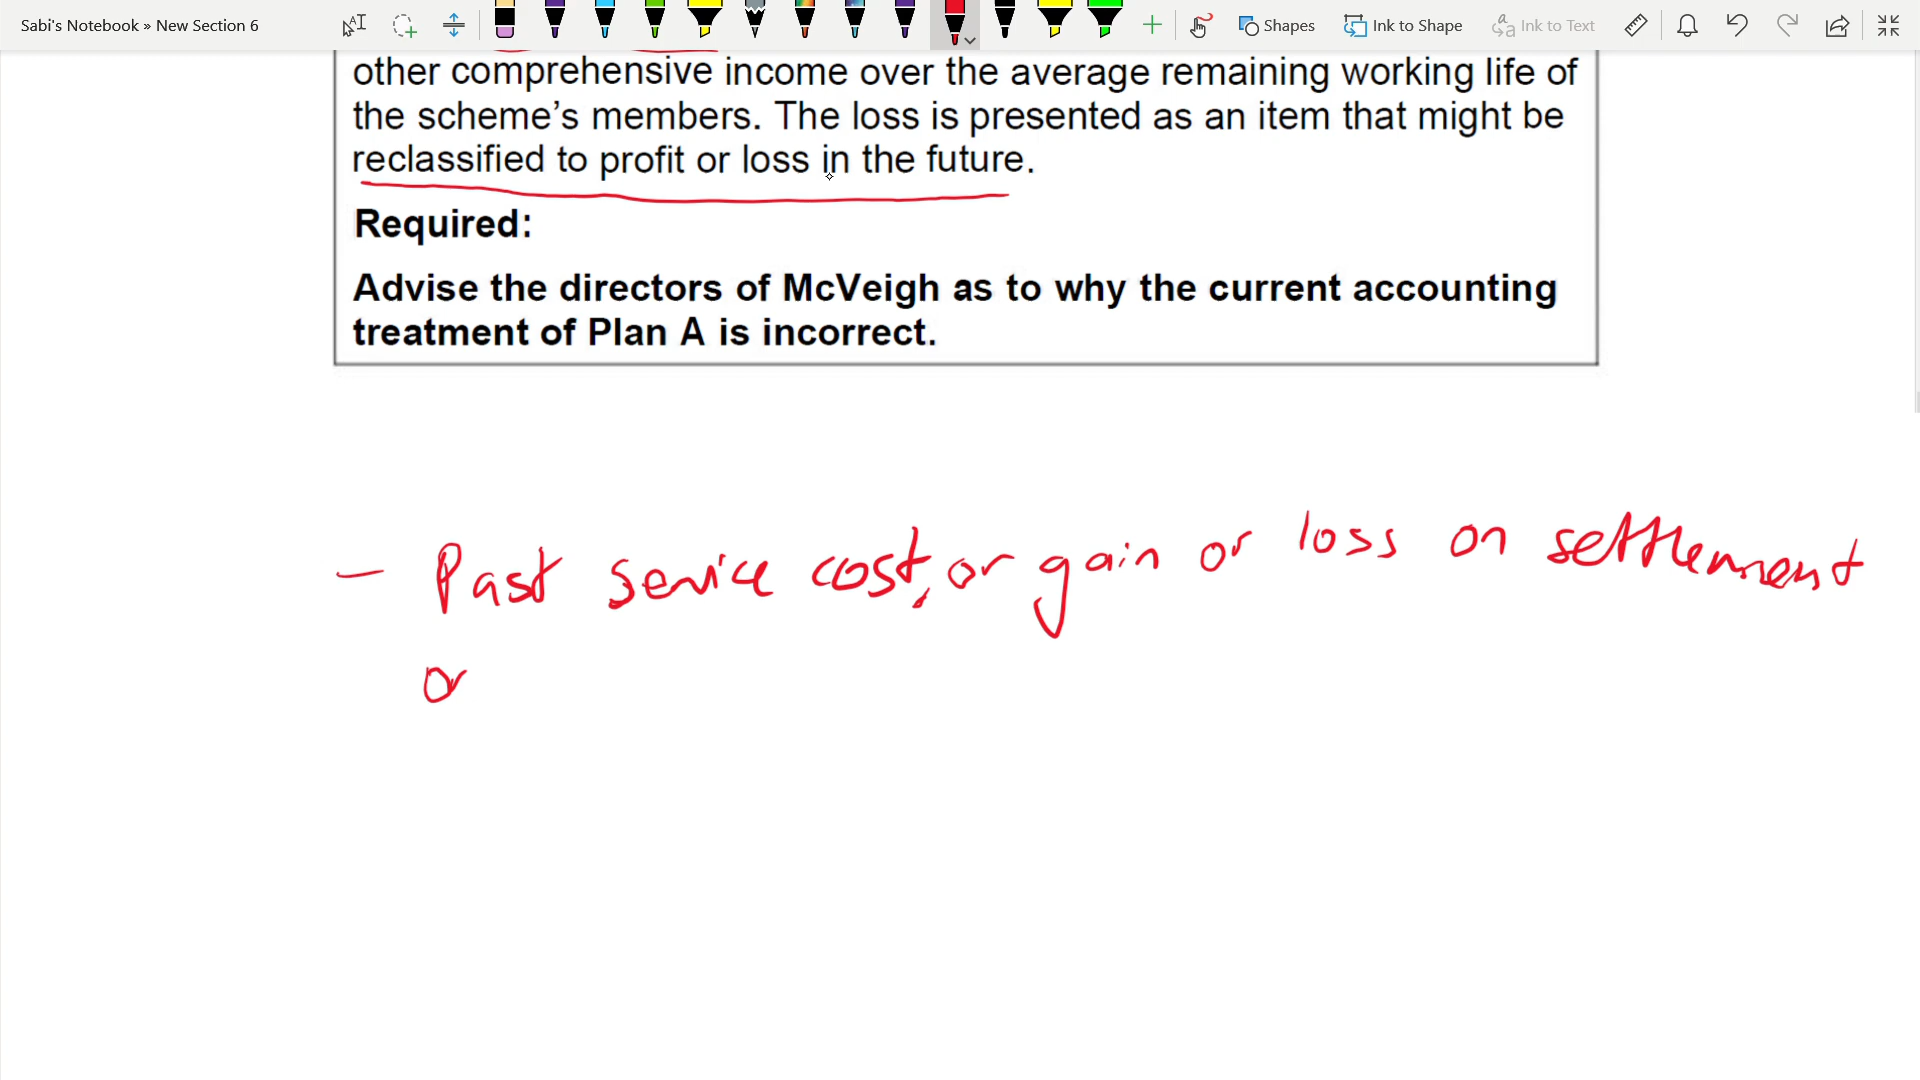 Sabi's Notebook » New Section 6
Shapes
Ink to Shape
Ink to Text
other comprehensive income over the average remaining working life of
the scheme's members. The loss is presented as an item that might be
reclassified to profit or loss in the future.
Required:
Advise the directors of McVeigh as to why the current accounting
treatment of Plan A is incorrect.
- Past service cost, or gain or loss on settlement
or